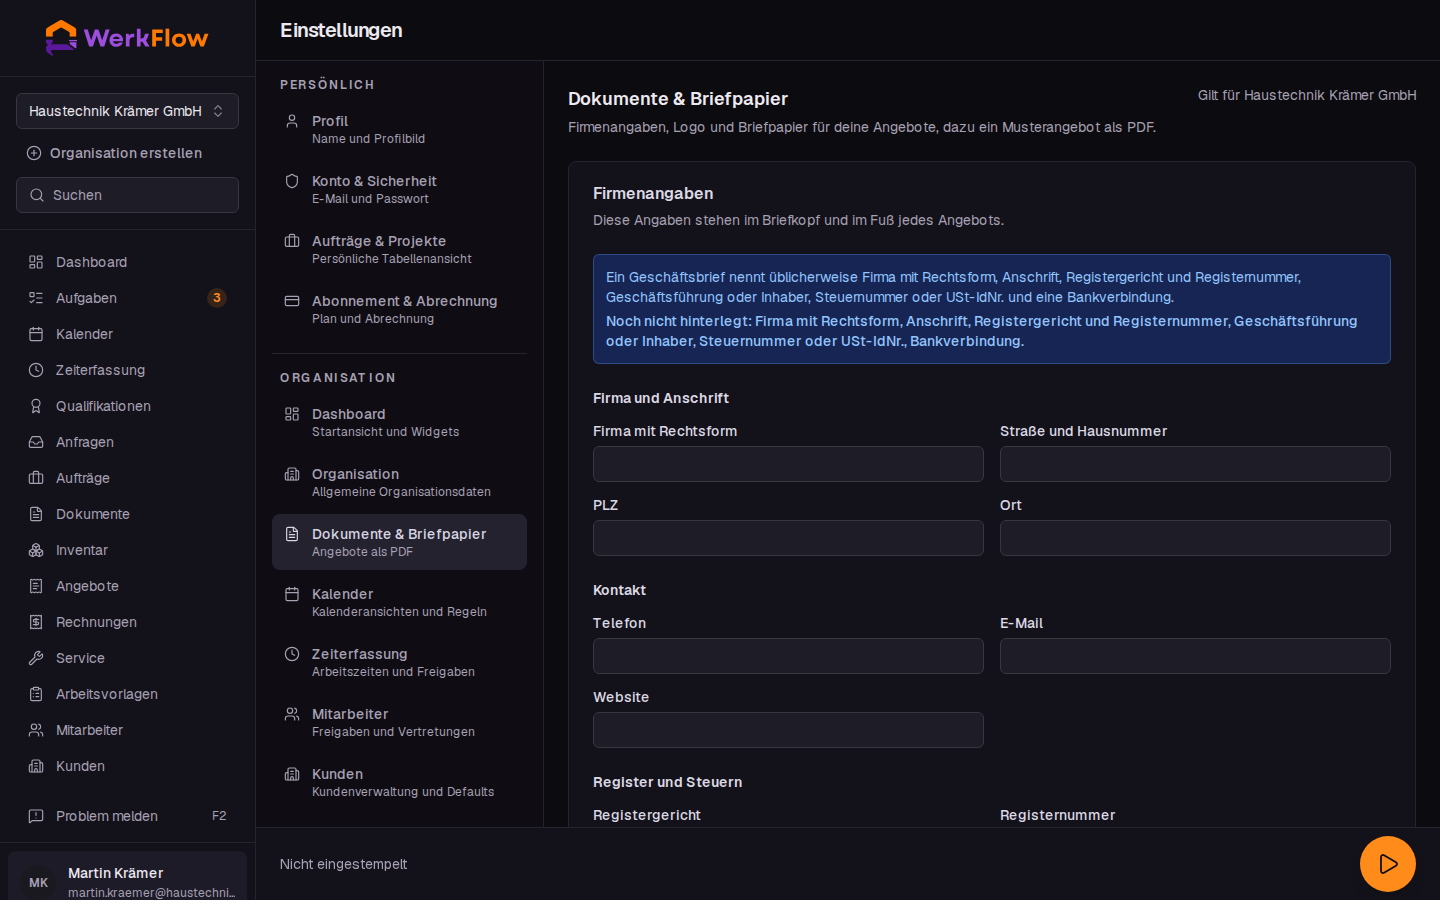 WerkFlow
Haustechnik Krämer GmbH
Organisation erstellen
Suchen
Dashboard
Aufgaben 3
Kalender
Zeiterfassung
Qualifikationen
Anfragen
Aufträge
Dokumente
Inventar
Angebote
Rechnungen
Service
Arbeitsvorlagen
Mitarbeiter
Kunden
Problem melden F2
MK
Martin Krämer
martin.kraemer@haustechni...
Einstellungen
PERSÖNLICH
Profil
Name und Profilbild
Konto & Sicherheit
E-Mail und Passwort
Aufträge & Projekte
Persönliche Tabellenansicht
Abonnement & Abrechnung
Plan und Abrechnung
ORGANISATION
Dashboard
Startansicht und Widgets
Organisation
Allgemeine Organisationsdaten
Dokumente & Briefpapier
Angebote als PDF
Kalender
Kalenderansichten und Regeln
Zeiterfassung
Arbeitszeiten und Freigaben
Mitarbeiter
Freigaben und Vertretungen
Kunden
Kundenverwaltung und Defaults
Dokumente & Briefpapier
Gilt für Haustechnik Krämer GmbH
Firmenangaben, Logo und Briefpapier für deine Angebote, dazu ein Musterangebot als PDF.
Firmenangaben
Diese Angaben stehen im Briefkopf und im Fuß jedes Angebots.
Ein Geschäftsbrief nennt üblicherweise Firma mit Rechtsform, Anschrift, Registergericht und Registernummer,
Geschäftsführung oder Inhaber, Steuernummer oder USt-IdNr. und eine Bankverbindung.
Noch nicht hinterlegt: Firma mit Rechtsform, Anschrift, Registergericht und Registernummer, Geschäftsführung
oder Inhaber, Steuernummer oder USt-IdNr., Bankverbindung.
Firma und Anschrift
Firma mit Rechtsform Straße und Hausnummer
PLZ Ort
Kontakt
Telefon E-Mail
Website
Register und Steuern
Registergericht Registernummer
Nicht eingestempelt